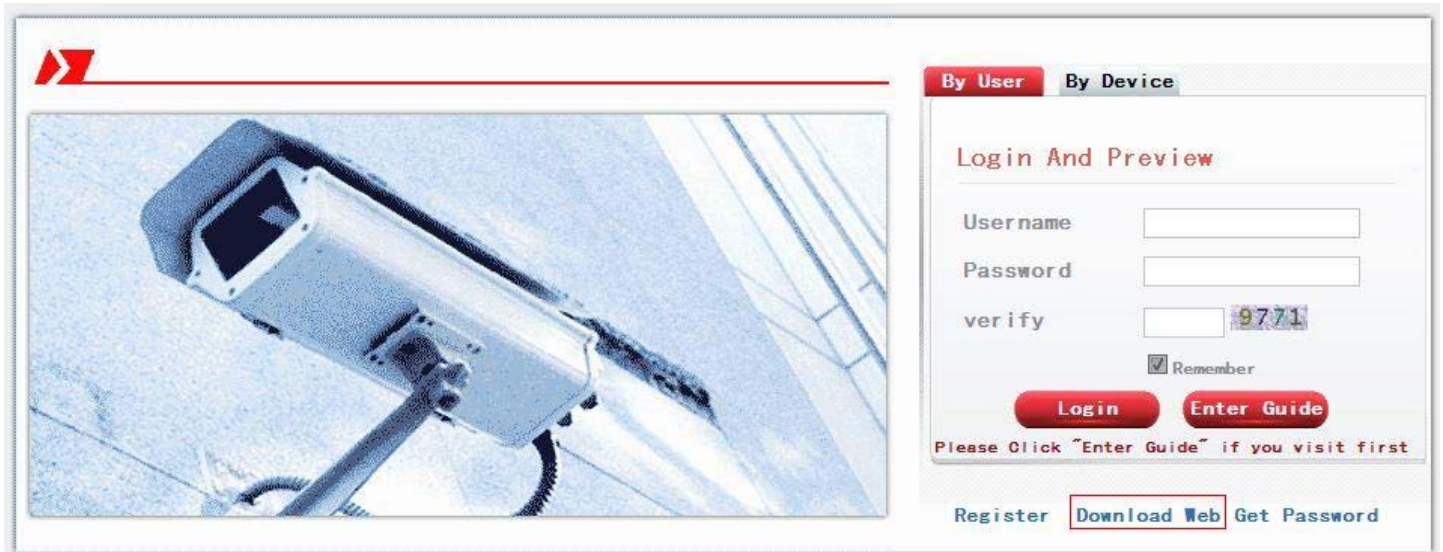 By User By Device
Login And Preview
Username
Password
verify 9771
Remember
Login Enter Guide
Please Click "Enter Guide" if you visit first
Register Download Web Get Password